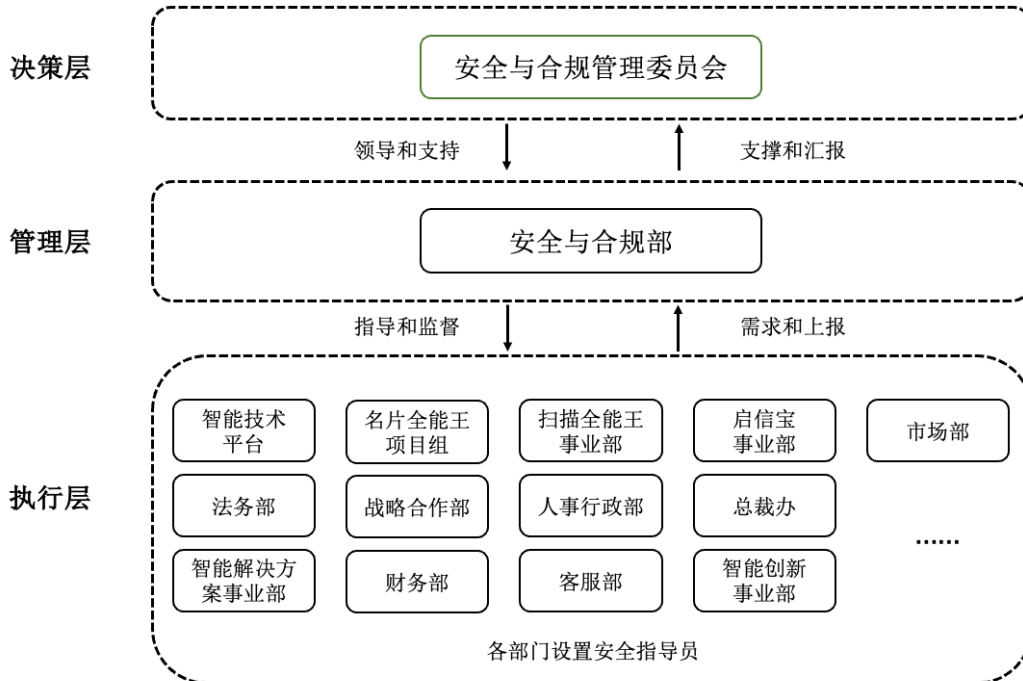 决策层
安全与合规管理委员会
领导和支持
支撑和汇报
管理层
安全与合规部
指导和监督
需求和上报
执行层
智能技术
平台
名片全能王
项目组
扫描全能王
事业部
启信宝
事业部
市场部
法务部
战略合作部
人事行政部
总裁办
……
智能解决方
案事业部
财务部
客服部
智能创新
事业部
各部门设置安全指导员